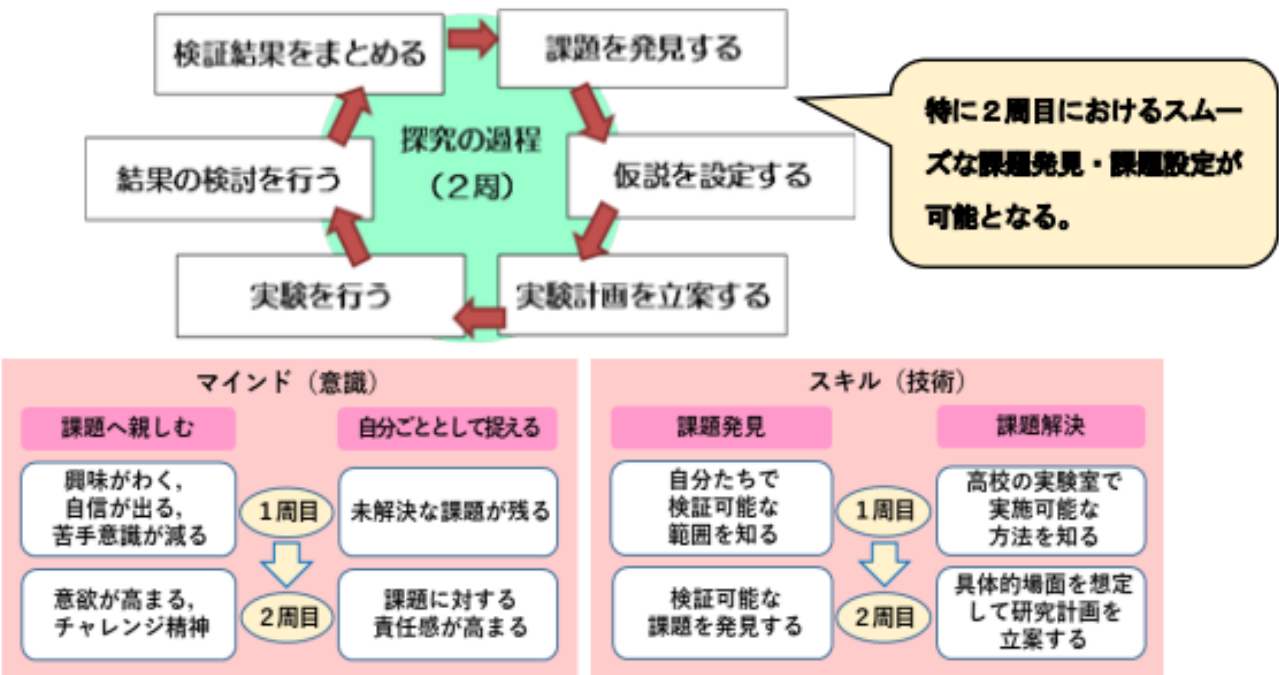 検証結果をまとめる
課題を発見する
仮説を設定する
実験計画を立案する
実験を行う
結果の検討を行う
探究の過程
（２周）
特に２周目におけるスムー
ズな課題発見・課題設定が
可能となる。
マインド（意識）
課題へ親しむ
自分ごととして捉える
興味がわく，
自信が出る，
苦手意識が減る
1周目
未解決な課題が残る
意欲が高まる，
チャレンジ精神
2周目
課題に対する
責任感が高まる
スキル（技術）
課題発見
課題解決
自分たちで
検証可能な
範囲を知る
1周目
高校の実験室で
実施可能な
方法を知る
検証可能な
課題を発見する
2周目
具体的場面を想定
して研究計画を
立案する